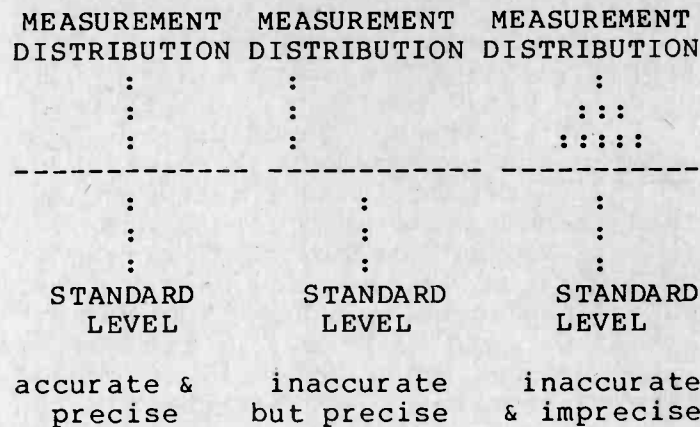 MEASUREMENT MEASUREMENT MEASUREMENT
DISTRIBUTION DISTRIBUTION DISTRIBUTION
: : :
: : :::
: : :::::
------------ ----------- -----------
: : :
: : :
: : :
STANDARD STANDARD STANDARD
LEVEL LEVEL LEVEL
accurate & inaccurate inaccurate
precise but precise & imprecise